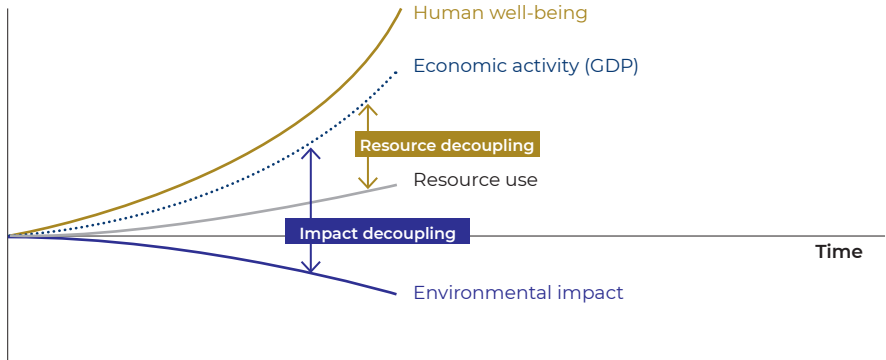 Human well-being
Economic activity (GDP)
Resource decoupling
Resource use
Impact decoupling
Time
Environmental impact